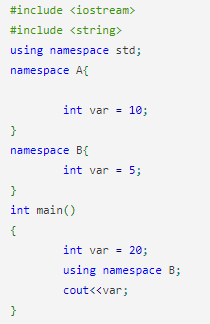 #include <iostream>
#include <string>
using namespace std;
namespace A{
int var = 10;
}
namespace B{
int var = 5;
}
int main()
{
int var = 20;
using namespace B;
cout<<var;
}